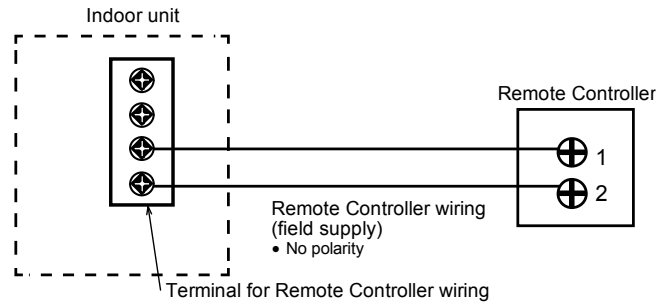 Indoor unit
Remote Controller
1
2
Remote Controller wiring
(field supply)
• No polarity
Terminal for Remote Controller wiring